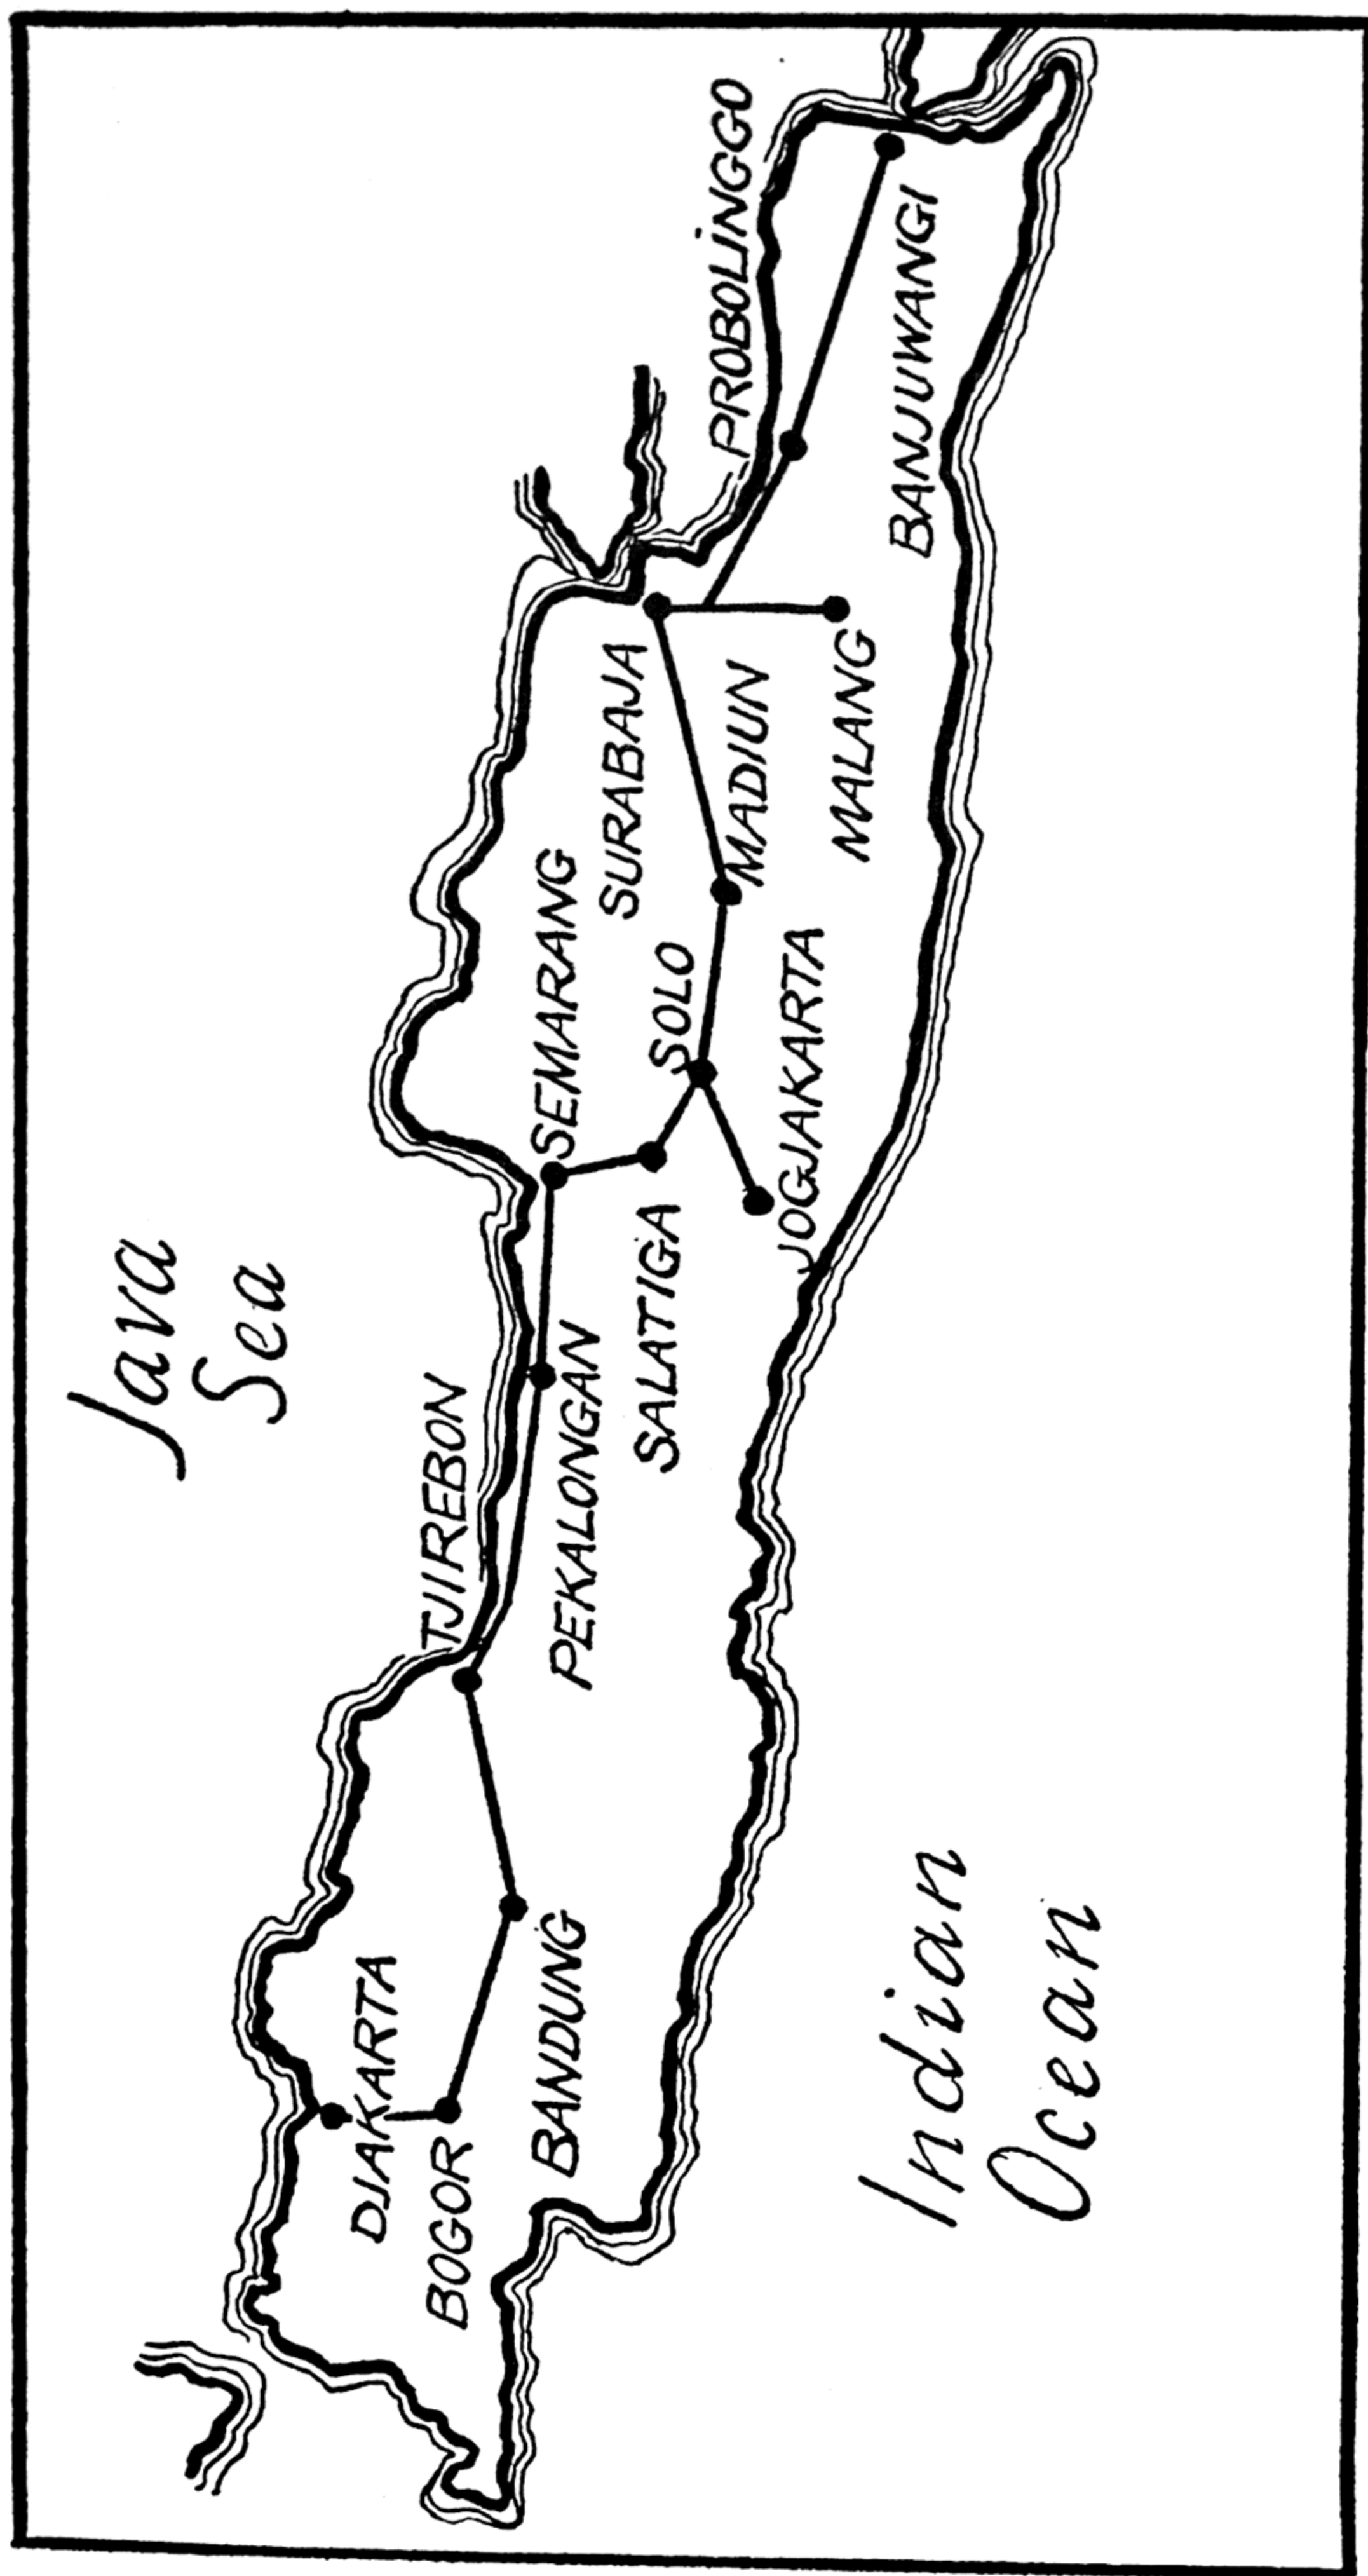 Java
Sea
DJAKARTA
BOGOR
BANDUNG
TJIREBON
PEKALONGAN
SEMARANG
SALATIGA
SOLO
JOGJAKARTA
SURABAJA
MADIUN
MALANG
PROBOLINGGO
BANJUWANGI
Indian
Ocean